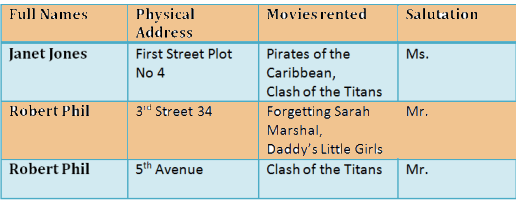 Full Names Physical Address Movies rented Salutation
Janet Jones First Street Plot No 4 Pirates of the Caribbean, Clash of the Titans Ms.
Robert Phil 3rd Street 34 Forgetting Sarah Marshal, Daddy's Little Girls Mr.
Robert Phil 5th Avenue Clash of the Titans Mr.